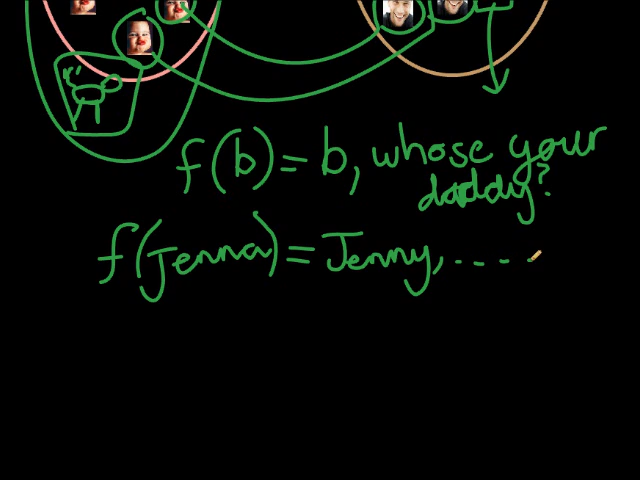 f(b) = b, whose your
daddy?
f(Jenna) = Jenny, ....